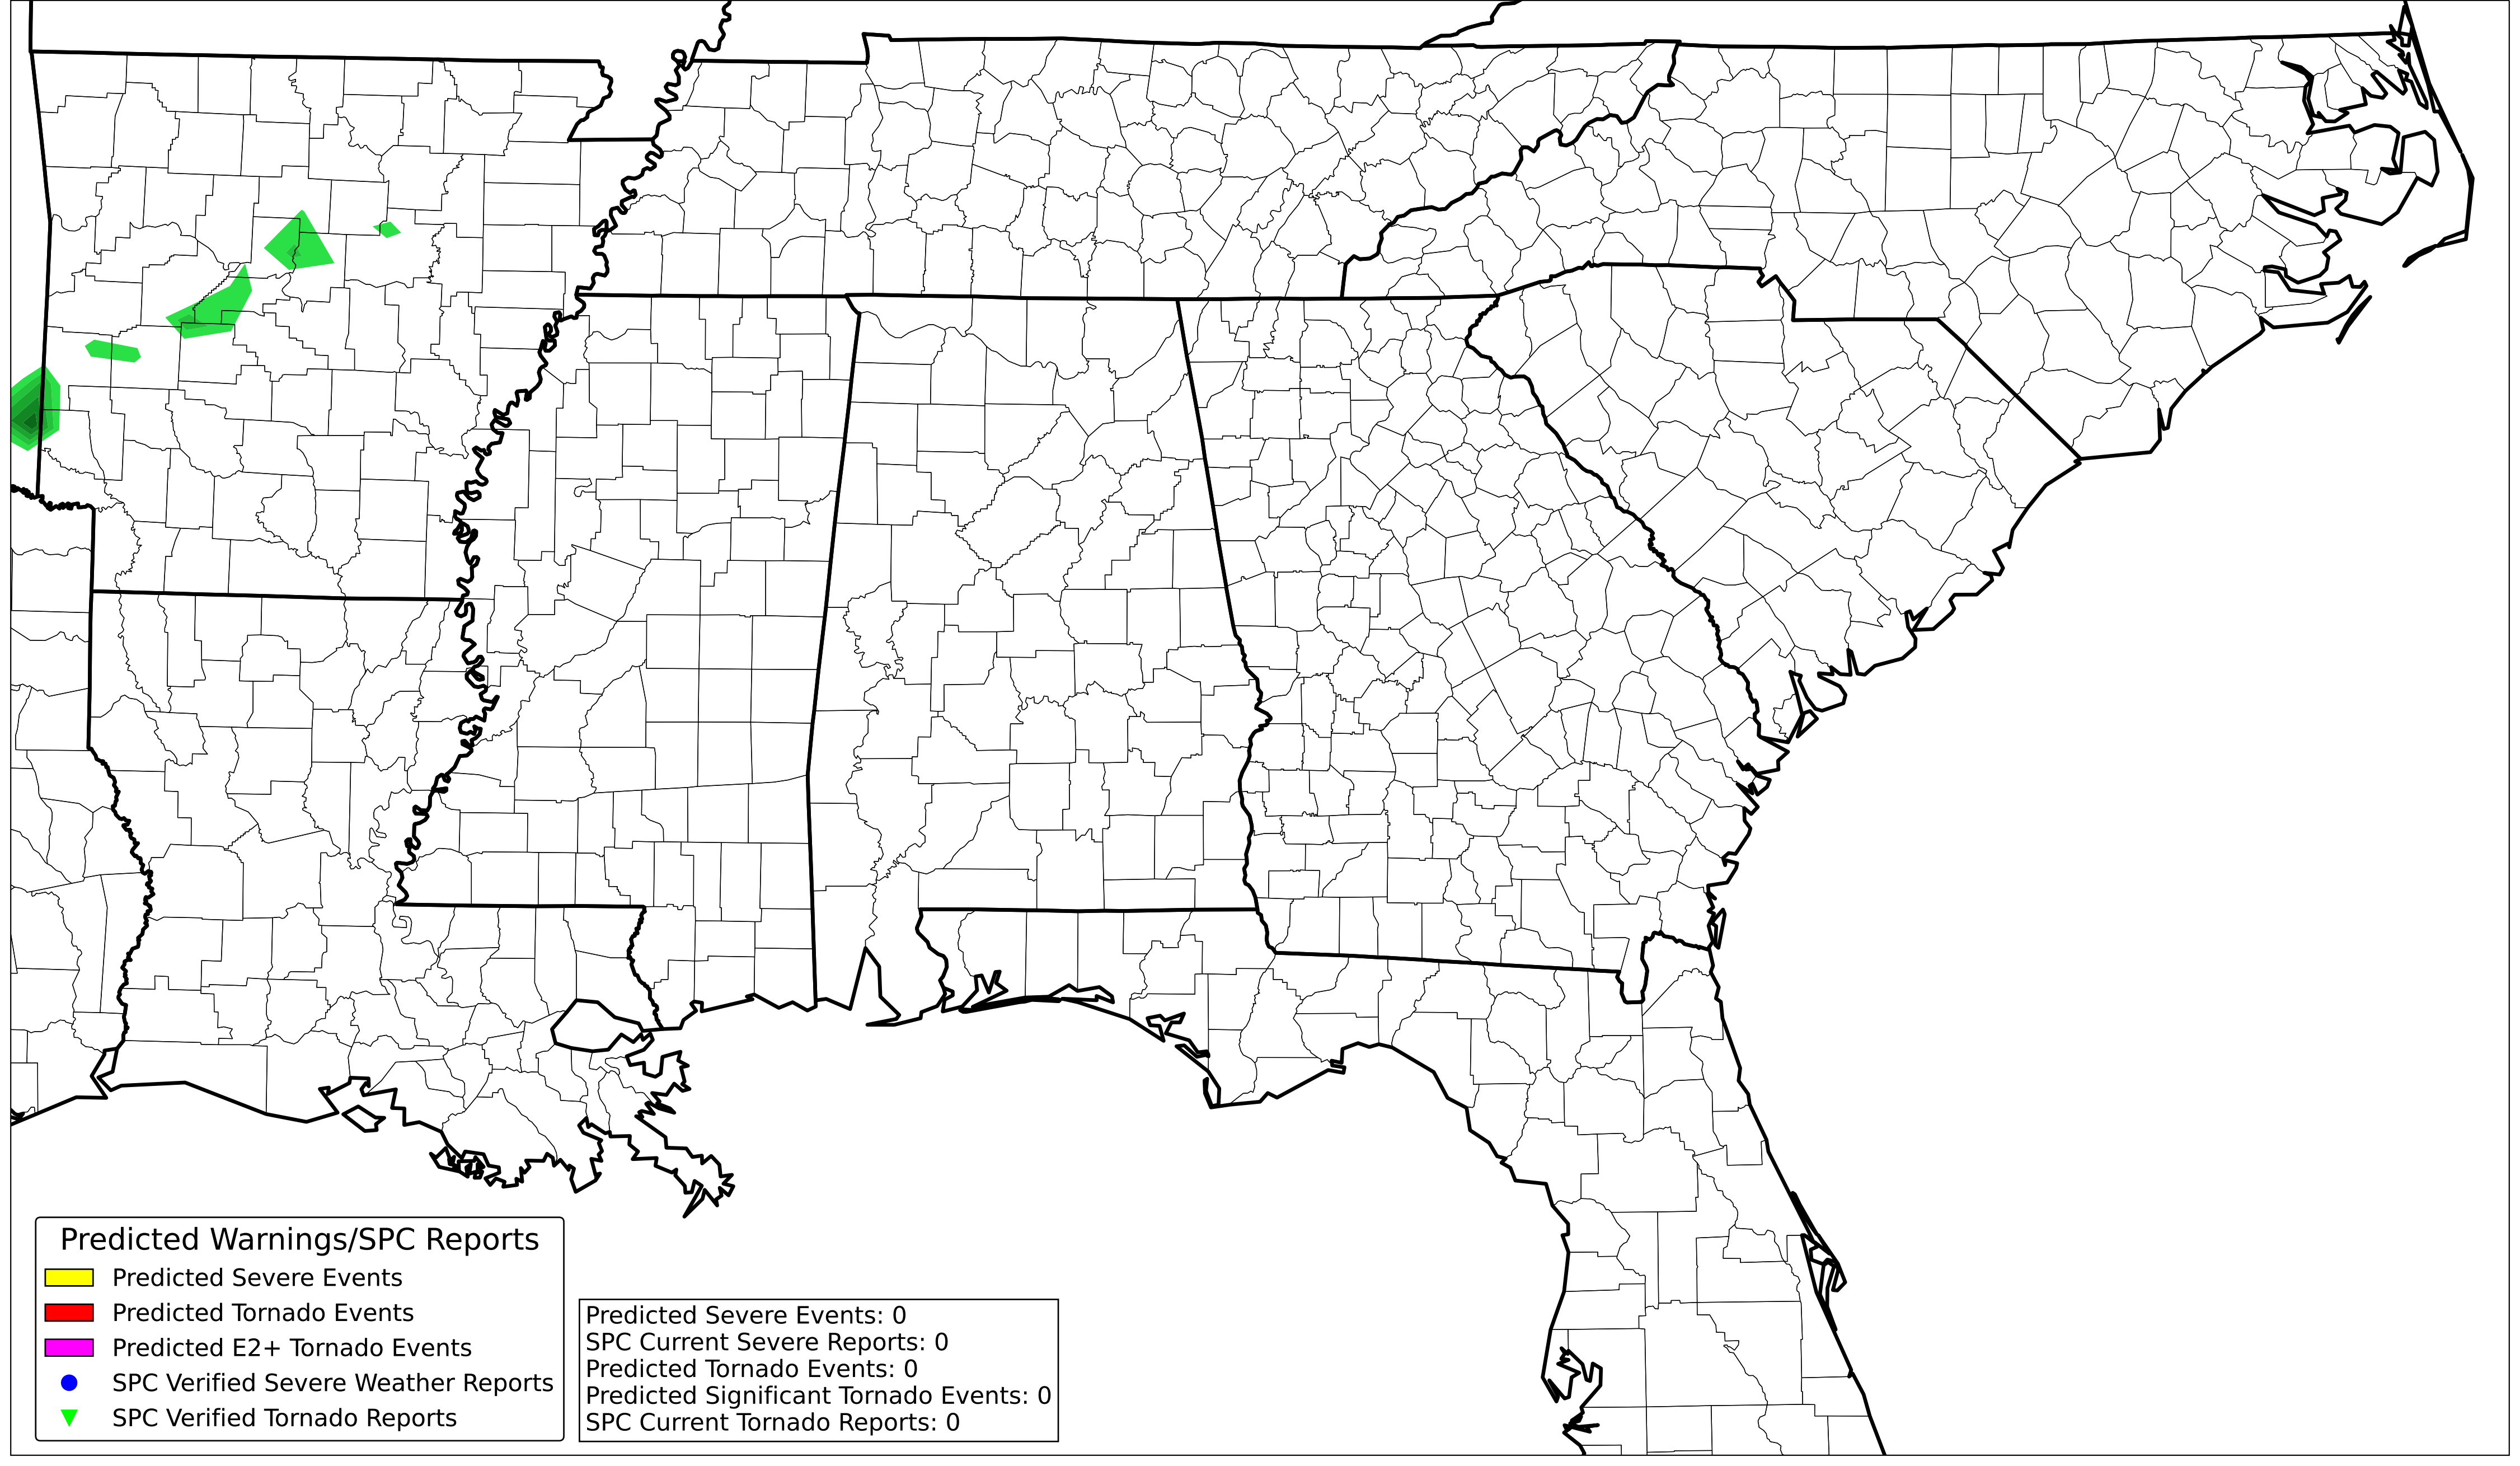 Predicted Warnings/SPC Reports
Predicted Severe Events
Predicted Tornado Events
Predicted E2+ Tornado Events
SPC Verified Severe Weather Reports
SPC Verified Tornado Reports
Predicted Severe Events: 0
SPC Current Severe Reports: 0
Predicted Tornado Events: 0
Predicted Significant Tornado Events: 0
SPC Current Tornado Reports: 0